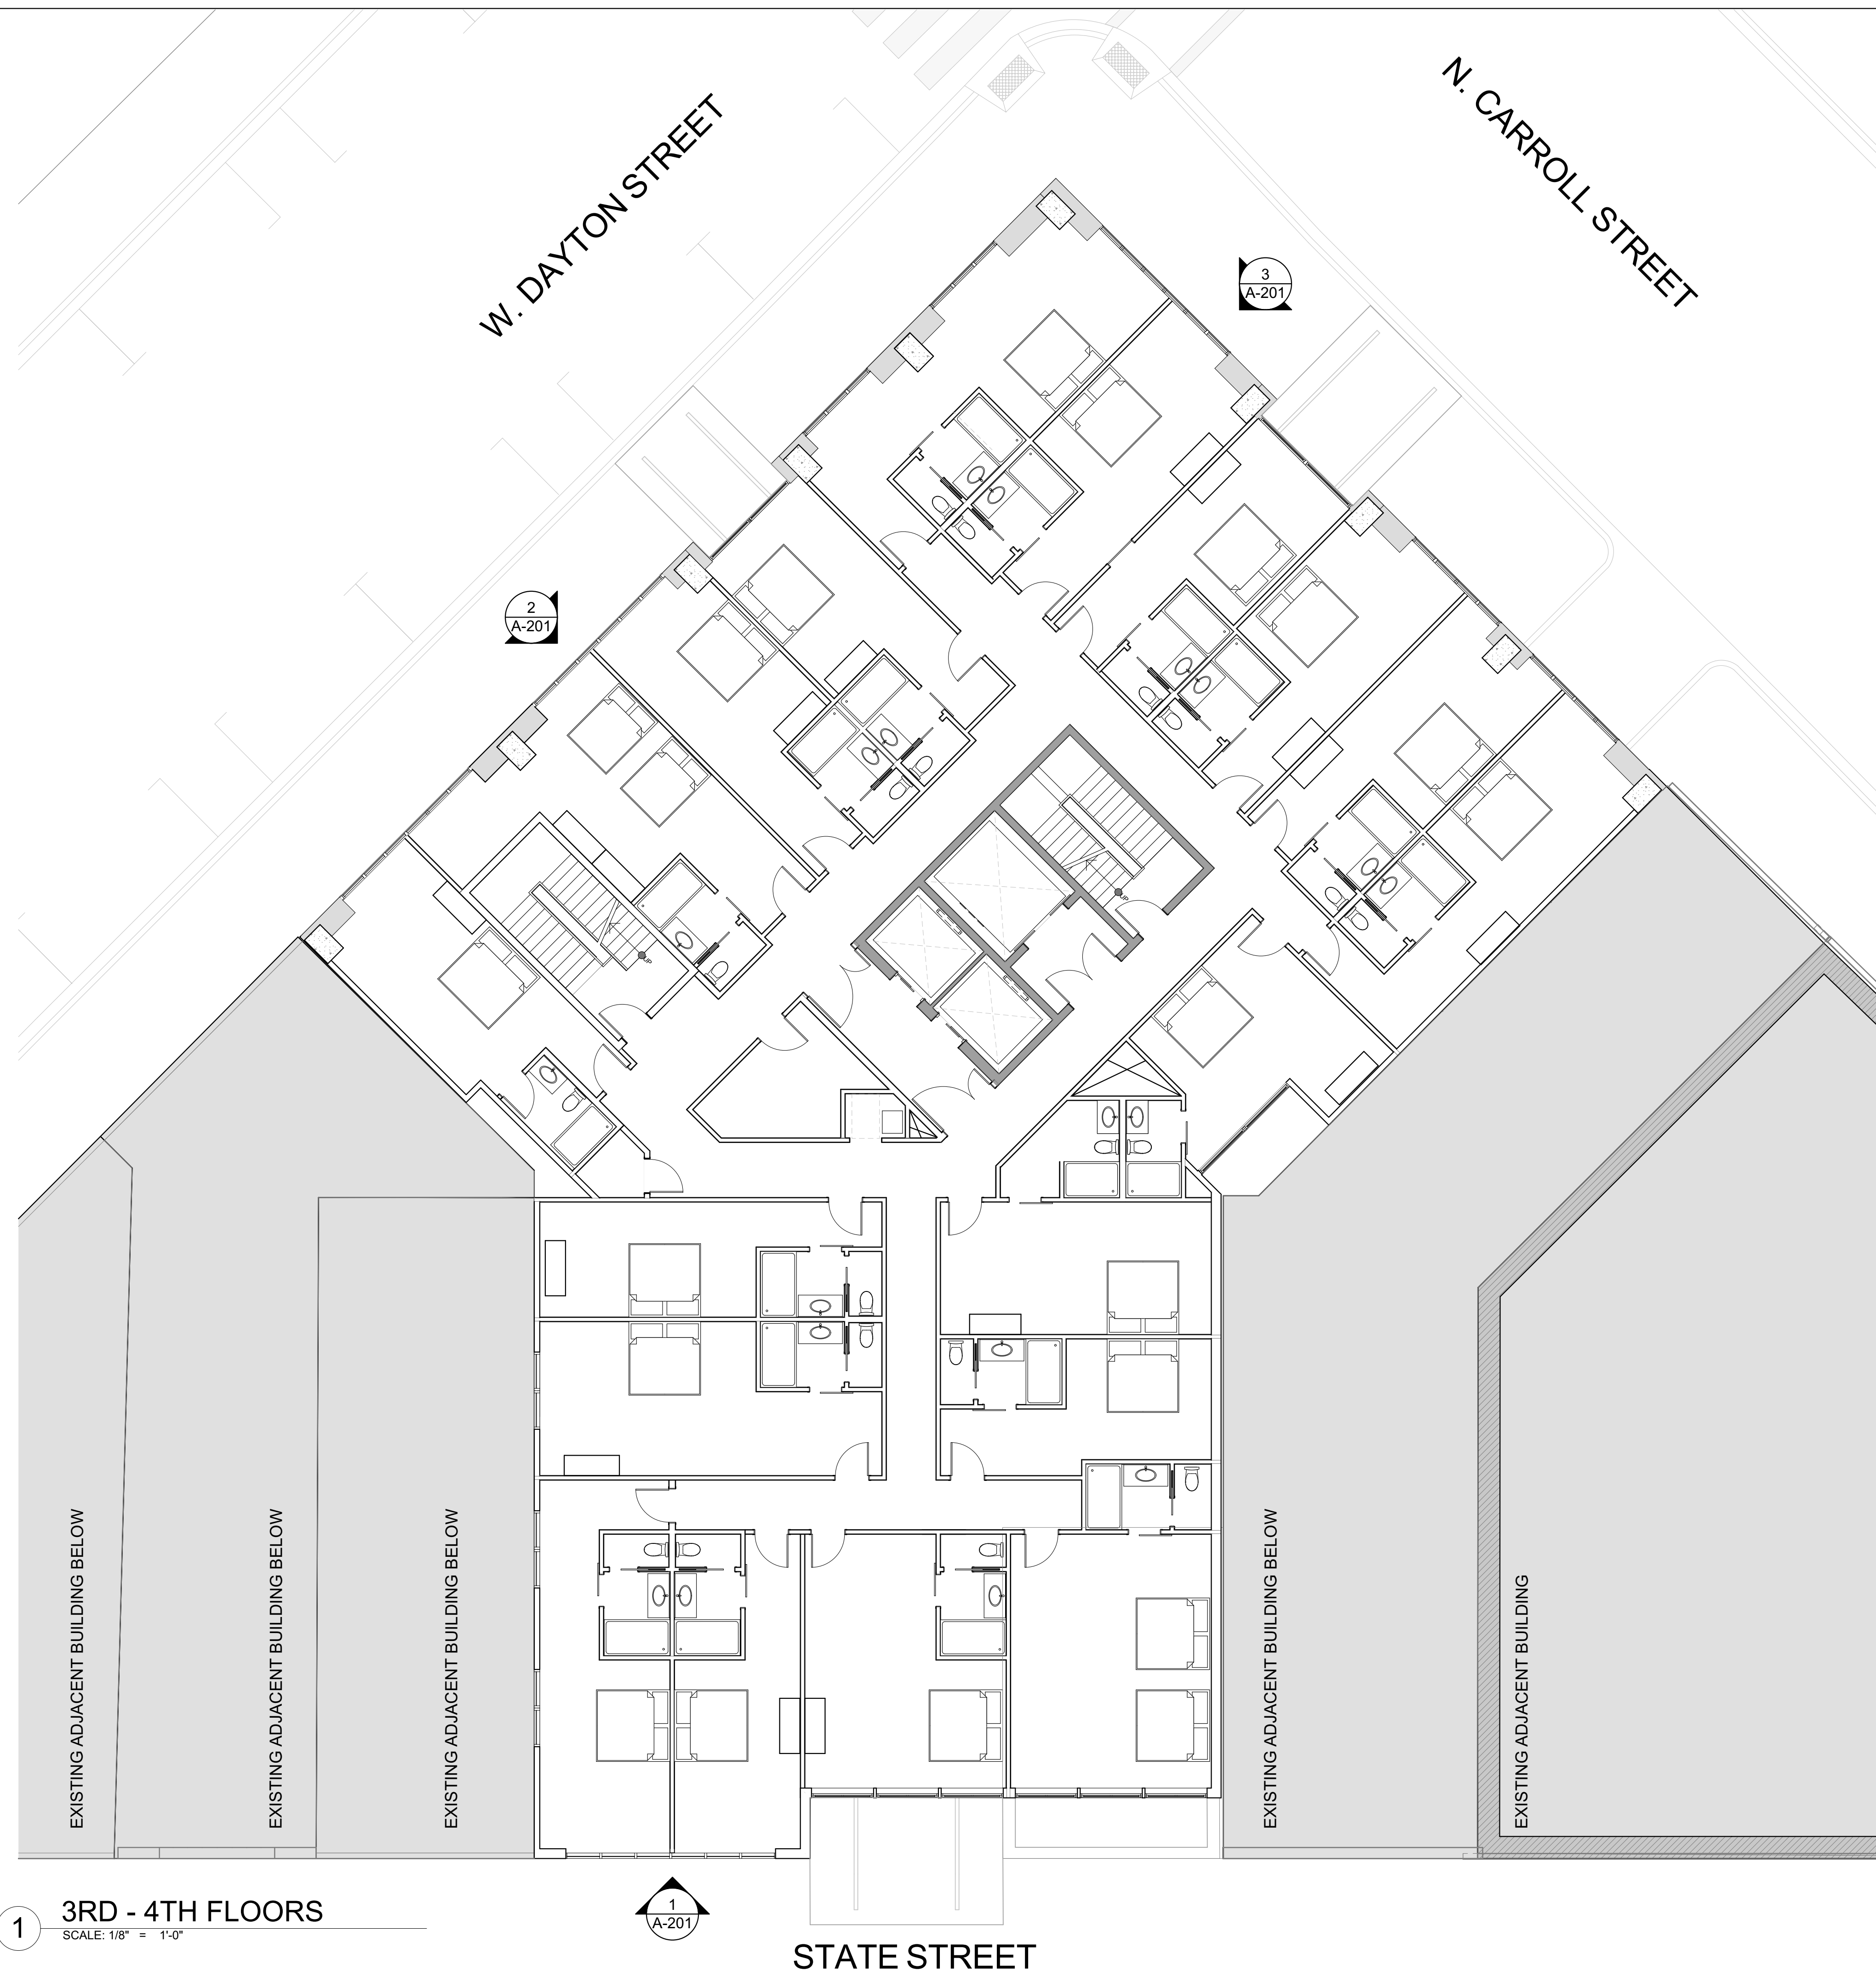 W. DAYTON STREET
N. CARROLL STREET
3
A-201
2
A-201
UP
UP
EXISTING ADJACENT BUILDING BELOW
EXISTING ADJACENT BUILDING BELOW
EXISTING ADJACENT BUILDING BELOW
EXISTING ADJACENT BUILDING BELOW
EXISTING ADJACENT BUILDING
1
3RD - 4TH FLOORS
SCALE: 1/8" = 1'-0"
1
A-201
STATE STREET